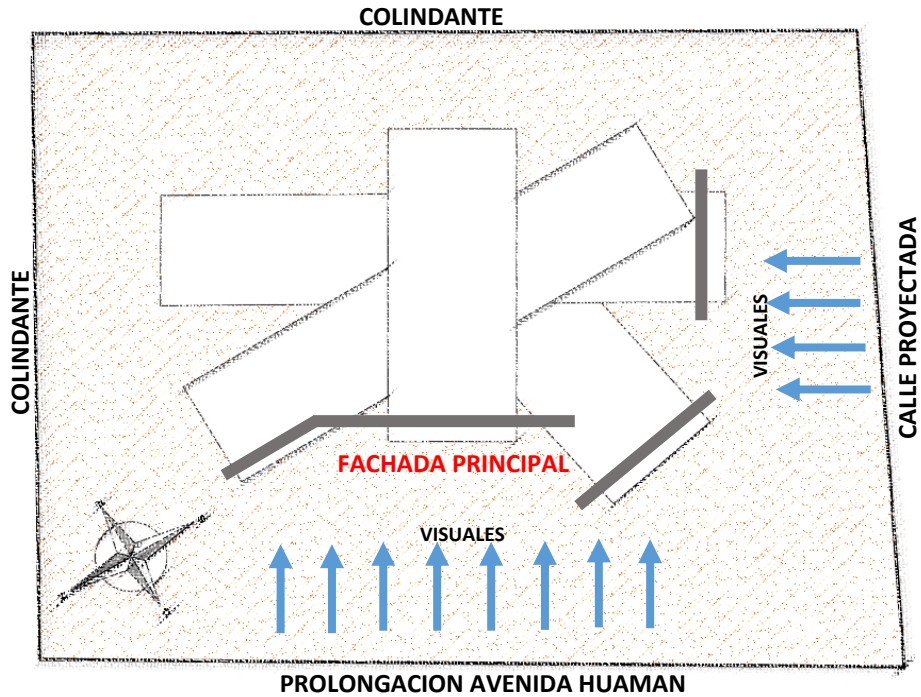 COLINDANTE
COLINDANTE
VISUALES
CALLE PROYECTADA
FACHADA PRINCIPAL
VISUALES
PROLONGACION AVENIDA HUAMAN